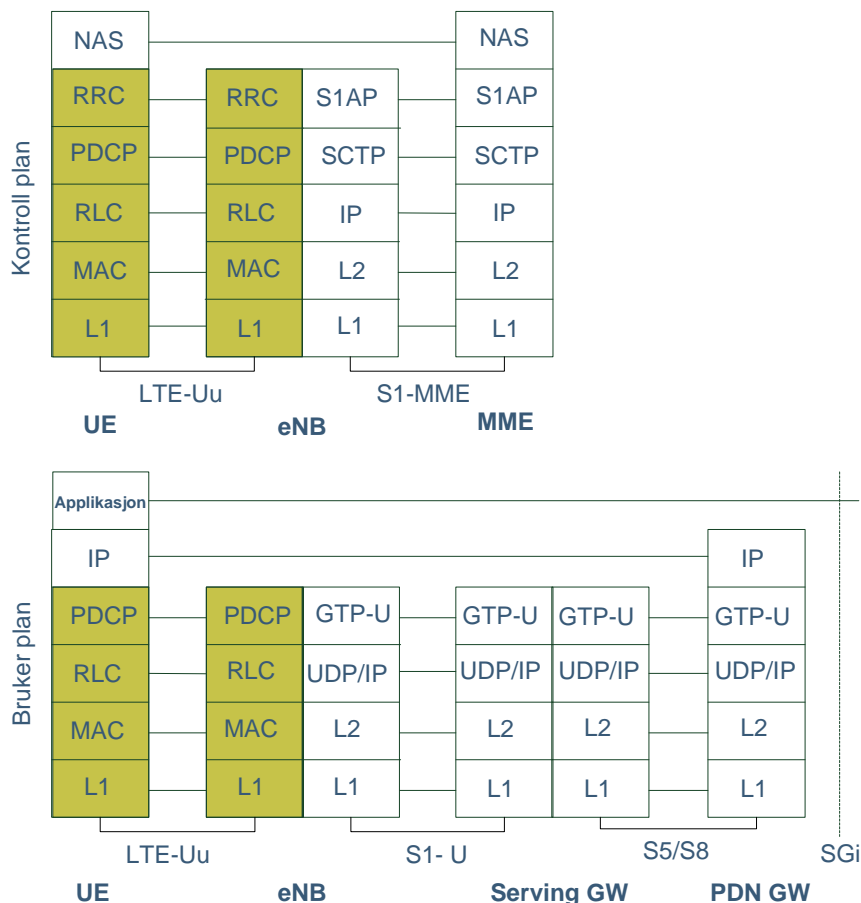 Kontroll plan
NAS NAS
RRC RRC S1AP S1AP
PDCP PDCP SCTP SCTP
RLC RLC IP IP
MAC MAC L2 L2
L1 L1 L1 L1
LTE-Uu S1-MME
UE eNB MME
Bruker plan
Applikasjon
IP IP
PDCP PDCP GTP-U GTP-U GTP-U GTP-U
RLC RLC UDP/IP UDP/IP UDP/IP UDP/IP
MAC MAC L2 L2 L2 L2
L1 L1 L1 L1 L1 L1
LTE-Uu S1- U S5/S8 SGi
UE eNB Serving GW PDN GW